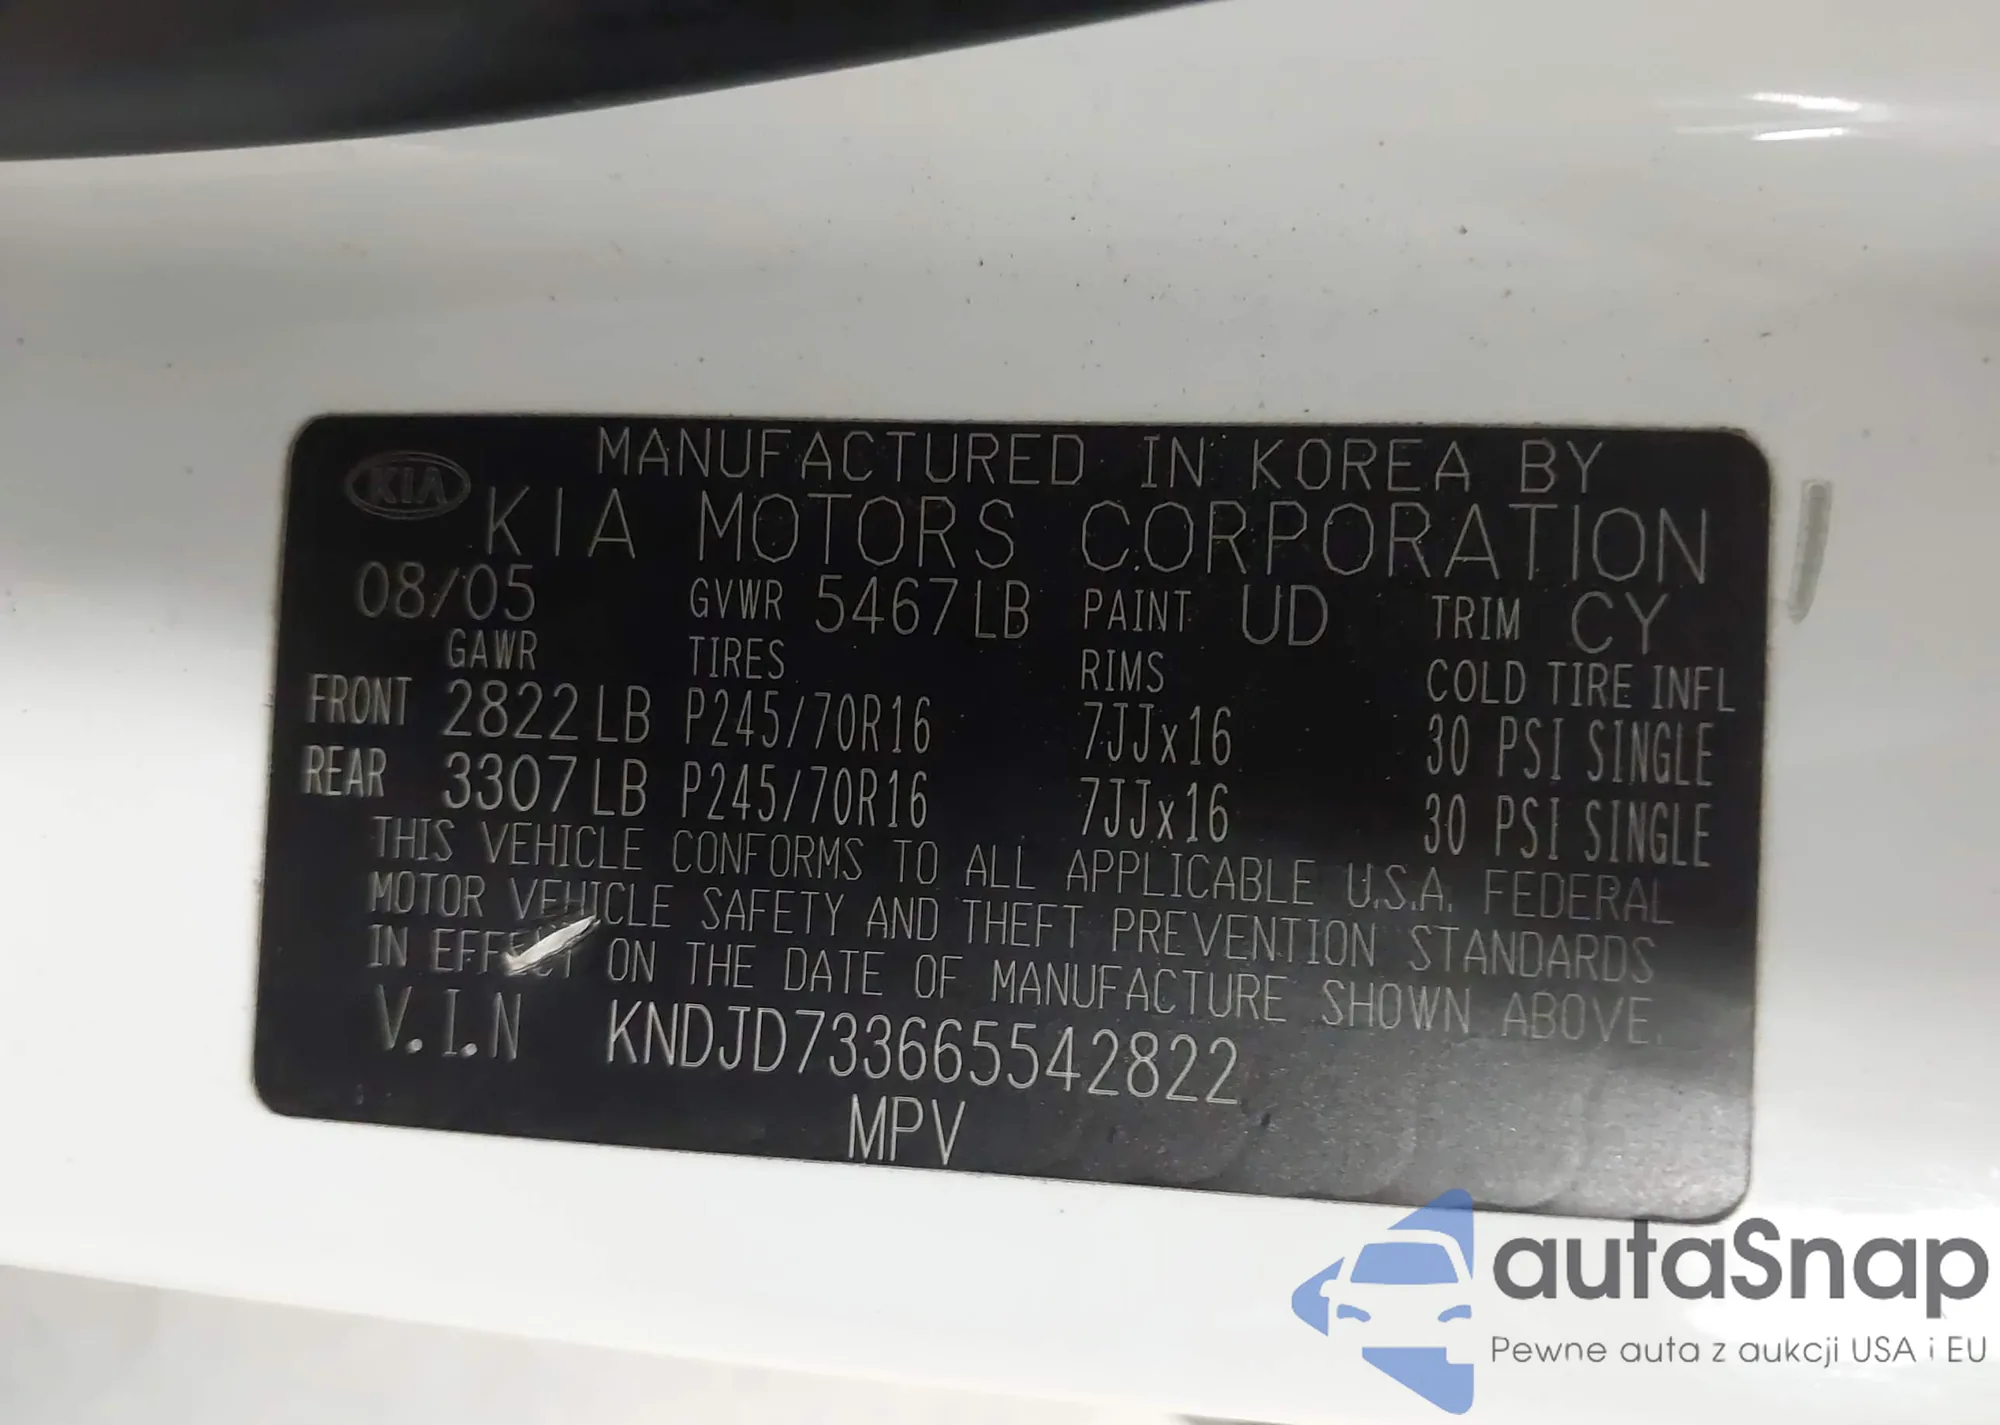 MANUFACTURED IN KOREA BY
KIA
KIA MOTORS CORPORATION
08/05 GVWR 5467LB PAINT UD TRIM CY
GAWR TIRES RIMS COLD TIRE INFL
FRONT 2822LB P245/70R16 7JJx16 30 PSI SINGLE
REAR 3307LB P245/70R16 7JJx16 30 PSI SINGLE
THIS VEHICLE CONFORMS TO ALL APPLICABLE U.S.A. FEDERAL
MOTOR VEHICLE SAFETY AND THEFT PREVENTION STANDARDS
IN EFFECT ON THE DATE OF MANUFACTURE SHOWN ABOVE.
V.I.N KNDJD733665542822
MPV
autaSnap
Pewne auta z aukcji USA i EU